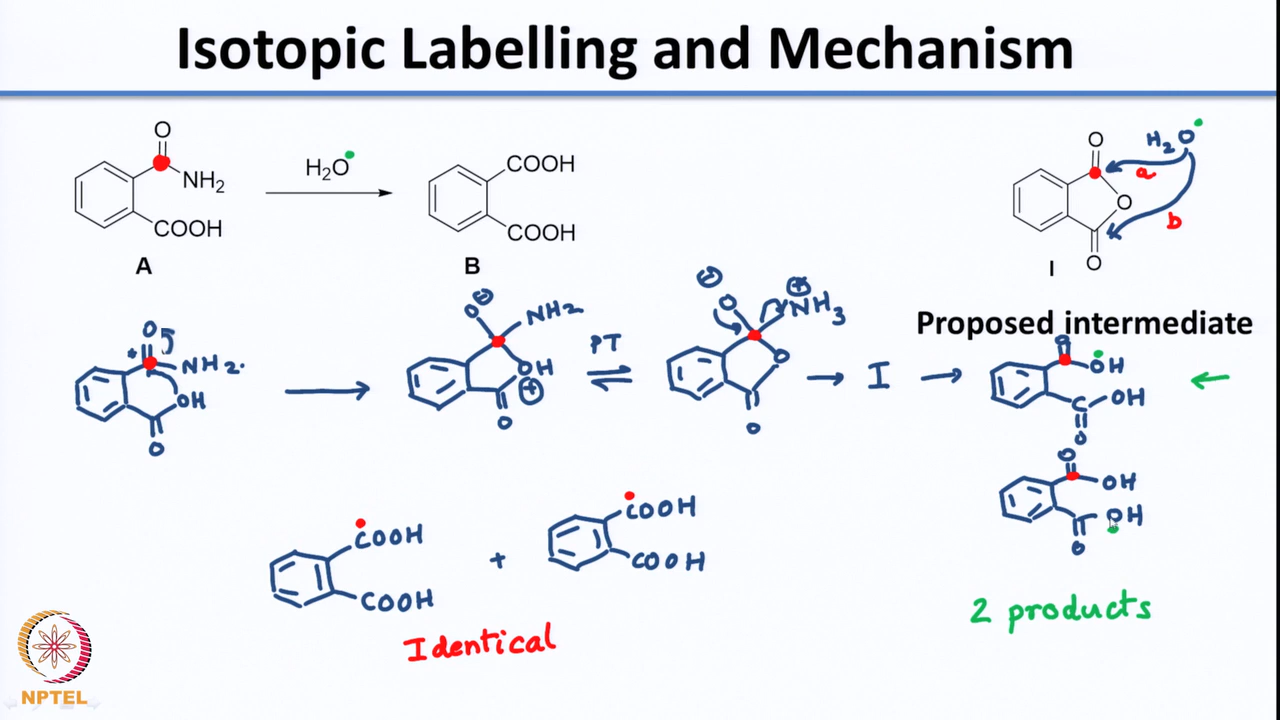 Isotopic Labelling and Mechanism
O
NH2
COOH
A
H2O
COOH
COOH
B
O
O
O
I
H2O
a
b
Proposed intermediate
O
NH2
OH
O
O
NH2
OH
O
PT
O
NH3
O
O
I
O
OH
C OH
O
O
OH
OH
O
COOH
COOH
+
COOH
COOH
Identical
2 products
NPTEL